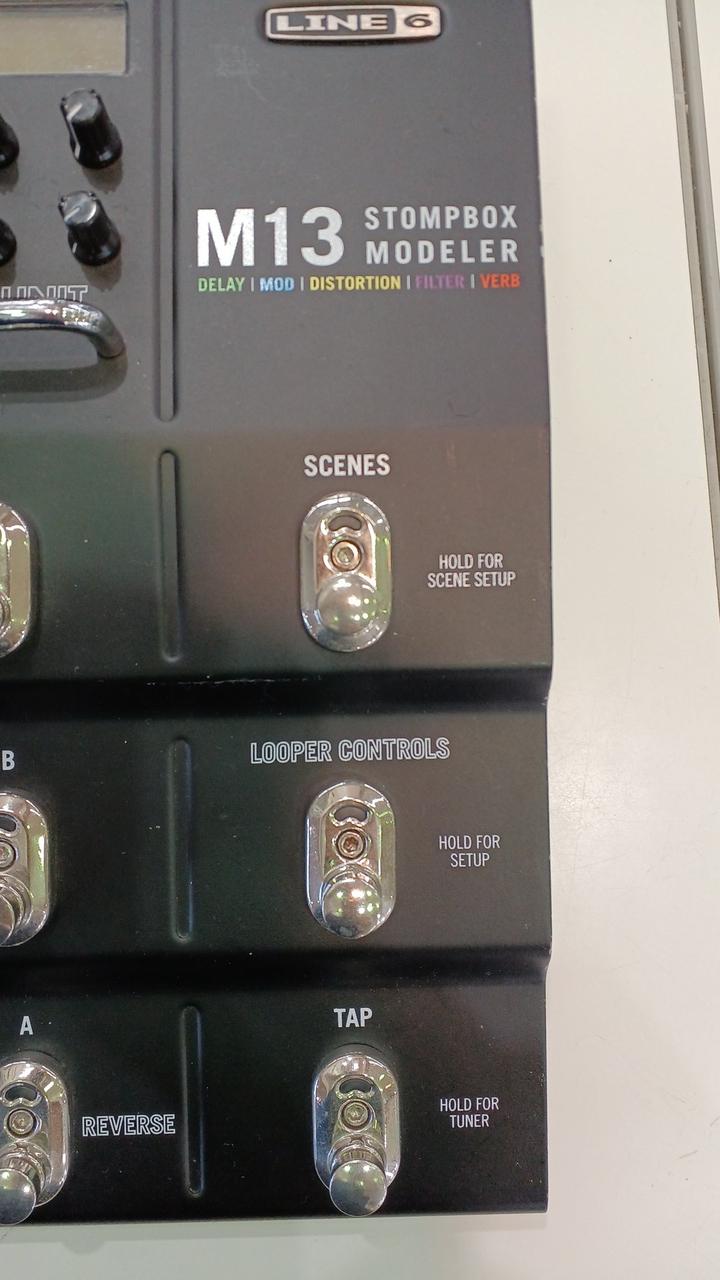 LINE 6
M13 STOMPBOX
MODELER
DELAY | MOD | DISTORTION | FILTER | VERB
UNIT
SCENES
HOLD FOR
SCENE SETUP
B
LOOPER CONTROLS
HOLD FOR
SETUP
A
TAP
REVERSE
HOLD FOR
TUNER